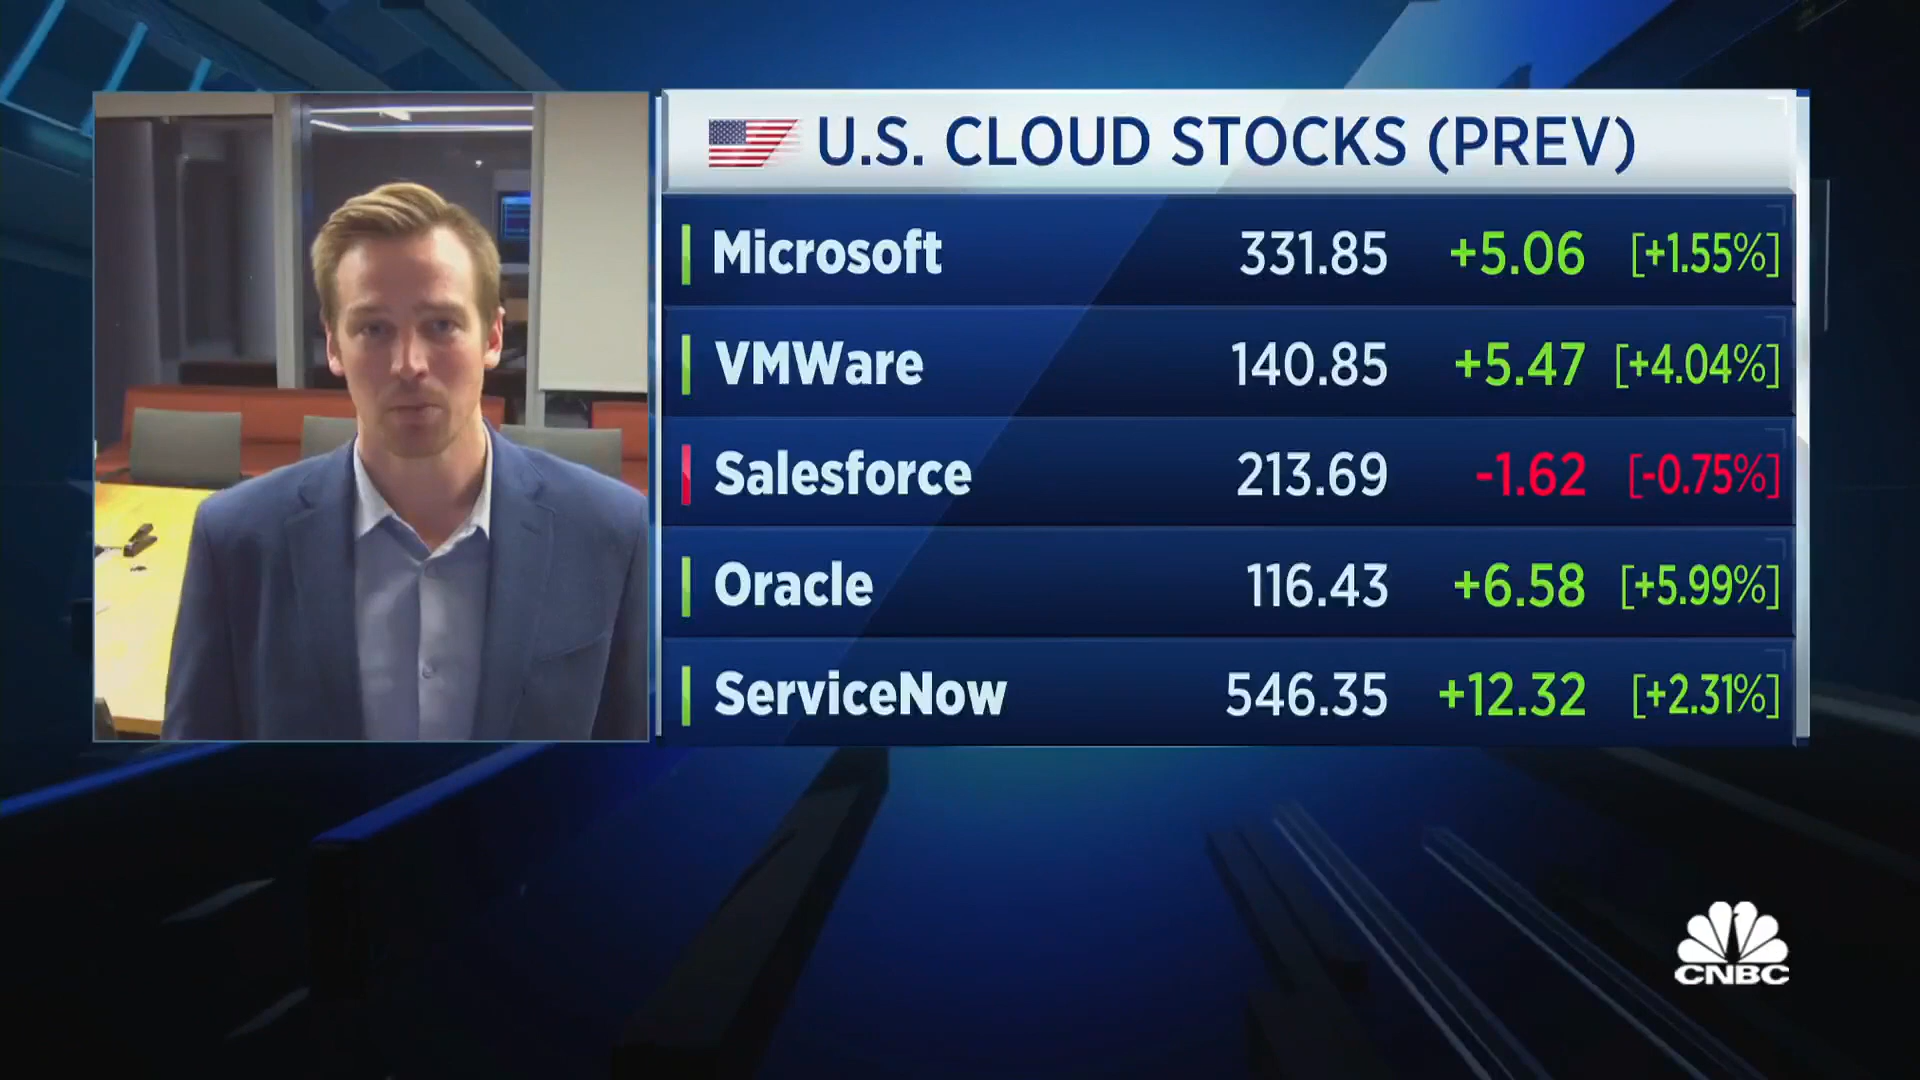 U.S. CLOUD STOCKS (PREV)
Microsoft 331.85 +5.06 [+1.55%]
VMWare 140.85 +5.47 [+4.04%]
Salesforce 213.69 -1.62 [-0.75%]
Oracle 116.43 +6.58 [+5.99%]
ServiceNow 546.35 +12.32 [+2.31%]
CNBC